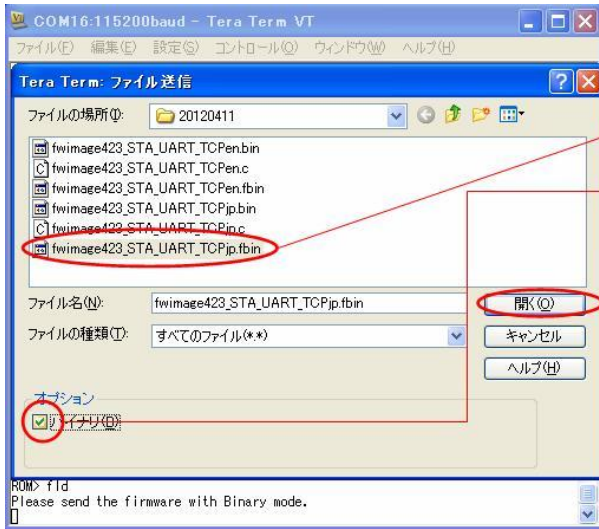 COM16:115200baud - Tera Term VT
ファイル(F) 編集(E) 設定(S) コントロール(O) ウィンドウ(W) ヘルプ(H)
Tera Term: ファイル送信
ファイルの場所(I):
20120411
fwimage423_STA_UART_TCPen.bin
fwimage423_STA_UART_TCPen.c
fwimage423_STA_UART_TCPen.fbin
fwimage423_STA_UART_TCPjp.bin
fwimage423_STA_UART_TCPjp.c
fwimage423_STA_UART_TCPjp.fbin
ファイル名(N):
fwimage423_STA_UART_TCPjp.fbin
開く(O)
ファイルの種類(T):
すべてのファイル(*.*)
キャンセル
ヘルプ(H)
オプション
バイナリ(B)
ROM> fld
Please send the firmware with Binary mode.